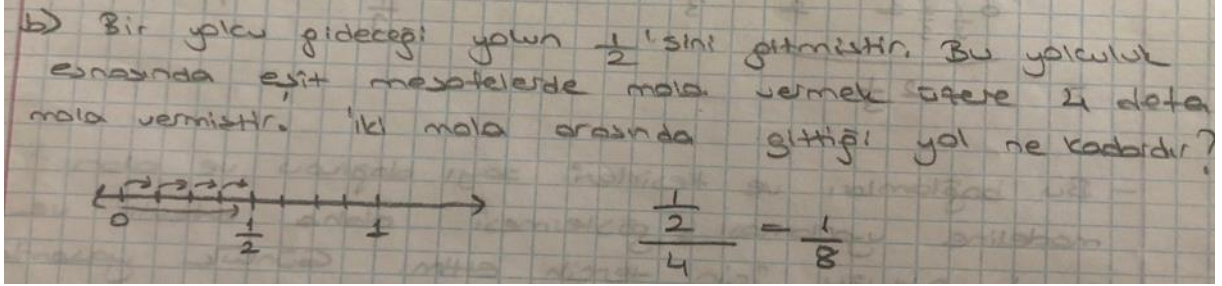 b) Bir yolcu gideceği yolun 1/2'sini gitmiştir. Bu yolculuk
esnasında eşit mesafelerde mola vermek üzere 4 defa
mola vermiştir. İki mola arasında gittiği yol ne kadardır?
0 1/2 1
1/2 / 4 = 1/8